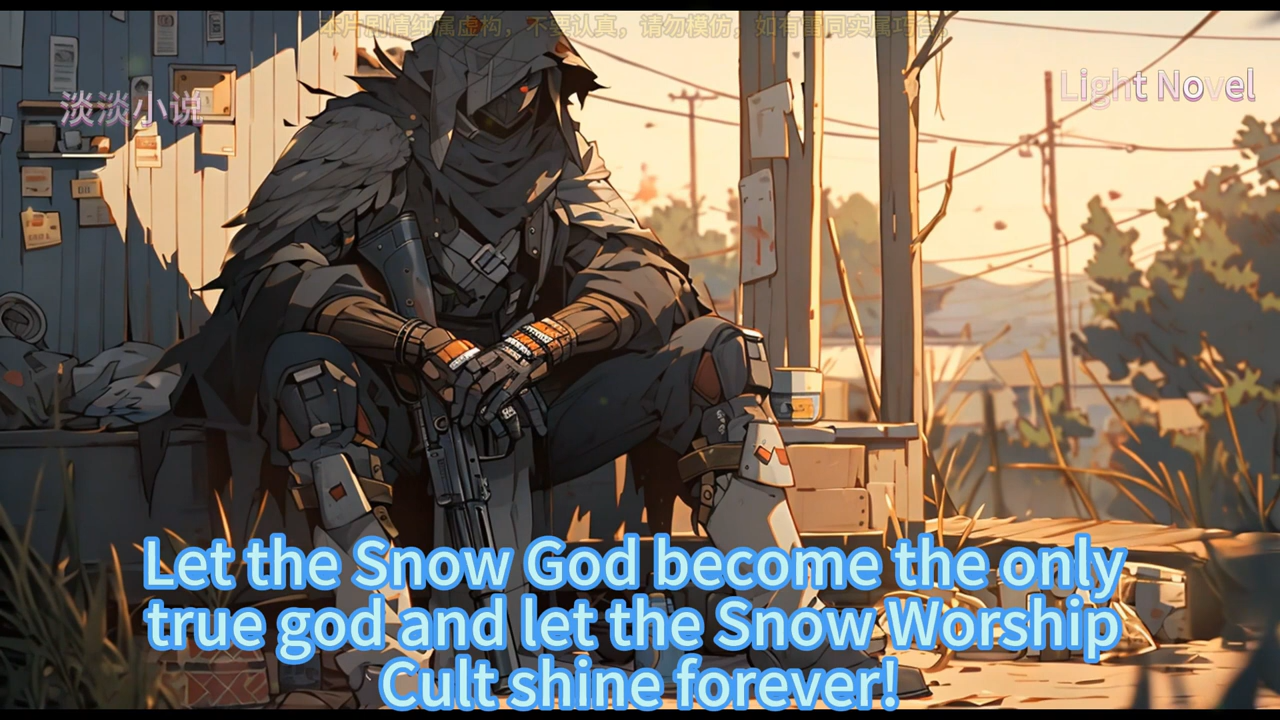 本片剧情纯属虚构，不要认真，请勿模仿，如有雷同实属巧合，
淡淡小说
Light Novel
Let the Snow God become the only
true god and let the Snow Worship
Cult shine forever!